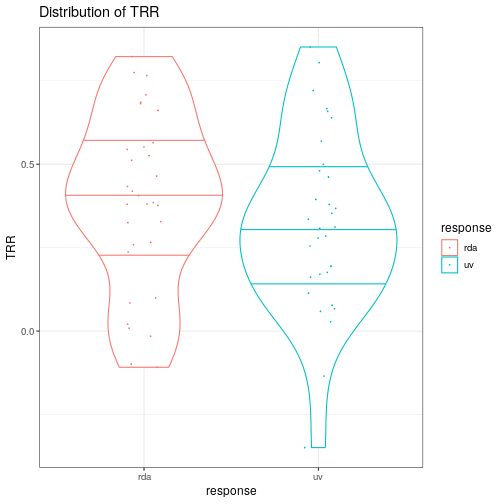 Distribution of TRR
TRR
0.5
0.0
rda
uv
response
response
rda
uv